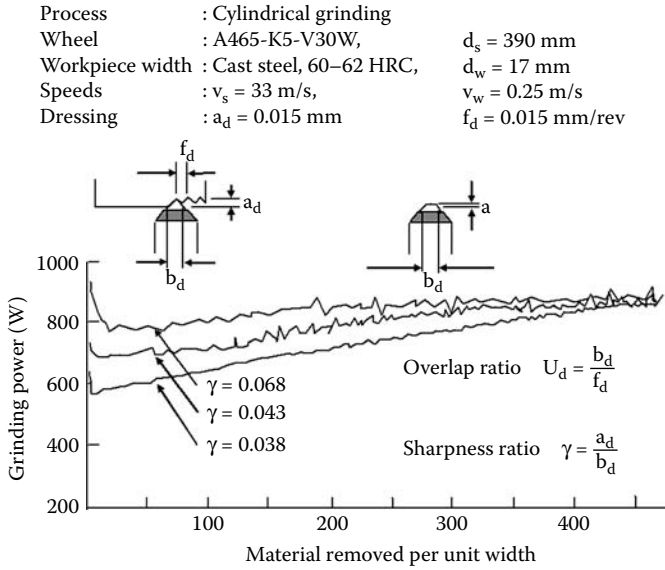 Process : Cylindrical grinding
Wheel : A465-K5-V30W, d_s = 390 mm
Workpiece width : Cast steel, 60–62 HRC, d_w = 17 mm
Speeds : v_s = 33 m/s, v_w = 0.25 m/s
Dressing : a_d = 0.015 mm f_d = 0.015 mm/rev
f_d
a_d
b_d
a
b_d
1000
800
600
400
200
Grinding power (W)
γ = 0.068
γ = 0.043
γ = 0.038
Overlap ratio U_d = b_d / f_d
Sharpness ratio γ = a_d / b_d
100 200 300 400
Material removed per unit width